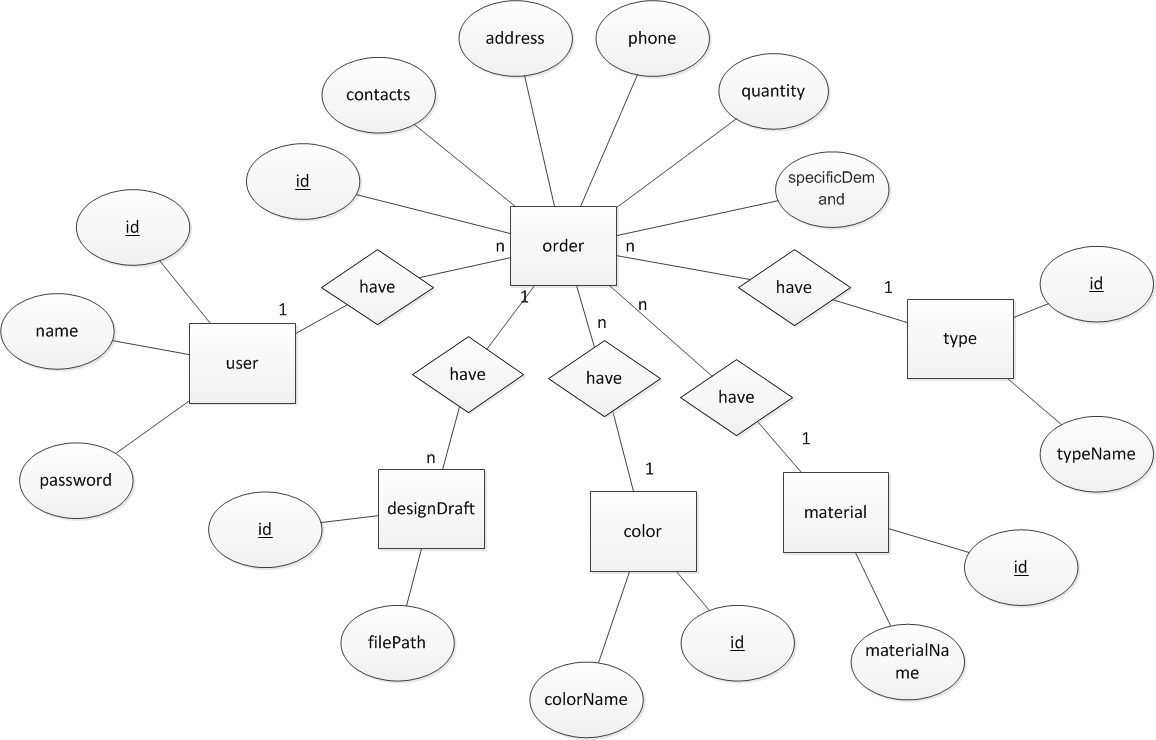 address
phone
contacts
quantity
id
specificDem
and
id
n
order
n
have
have
1
id
1
1
n
name
n
user
type
have
have
have
1
n
typeName
1
password
designDraft
material
id
color
id
filePath
id
materialNa
me
colorName